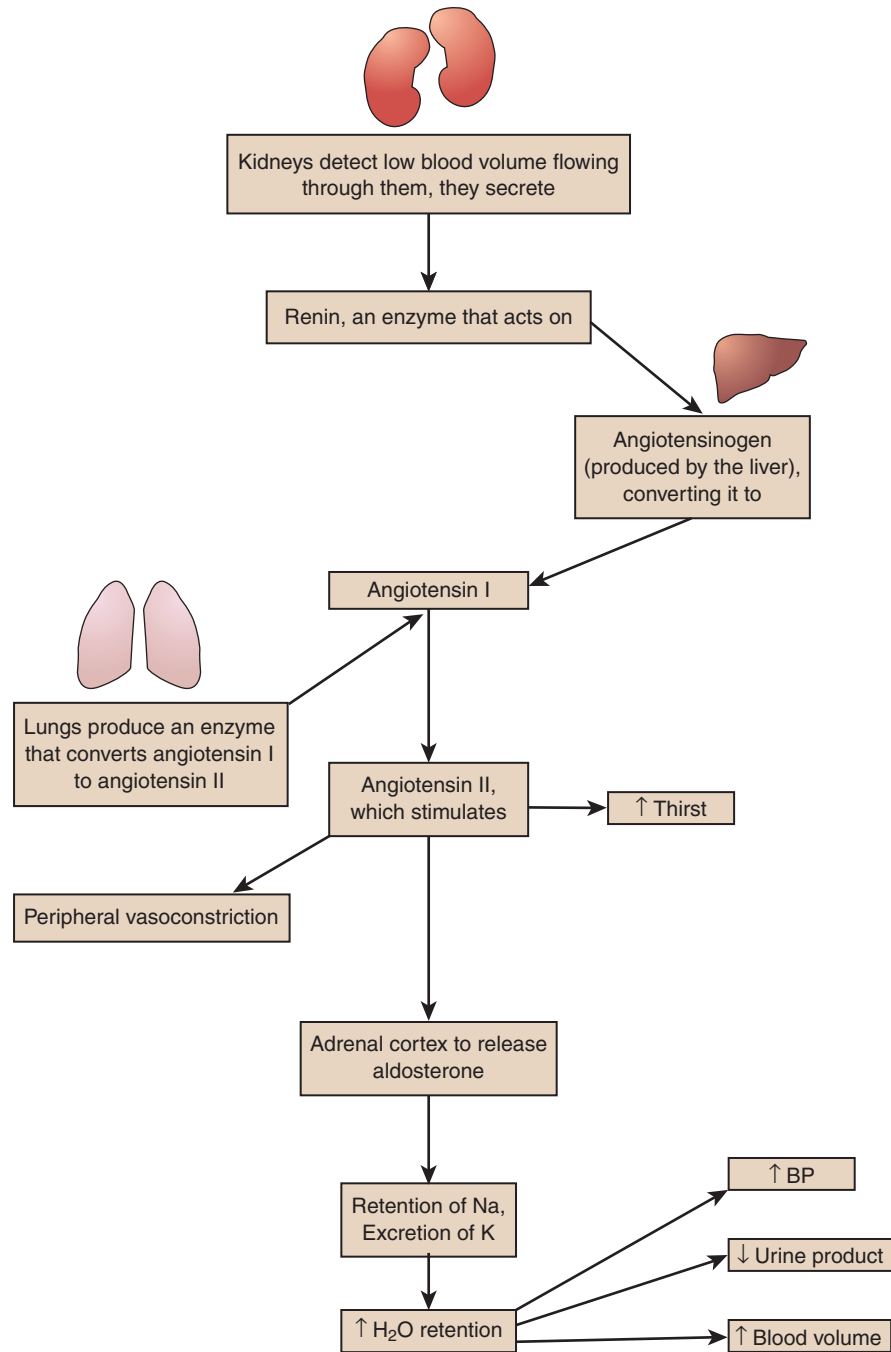 Kidneys detect low blood volume flowing
through them, they secrete
Renin, an enzyme that acts on
Angiotensinogen
(produced by the liver),
converting it to
Angiotensin I
Lungs produce an enzyme
that converts angiotensin I
to angiotensin II
Angiotensin II,
which stimulates
↑ Thirst
Peripheral vasoconstriction
Adrenal cortex to release
aldosterone
Retention of Na,
Excretion of K
↑ H₂O retention
↑ BP
↓ Urine product
↑ Blood volume